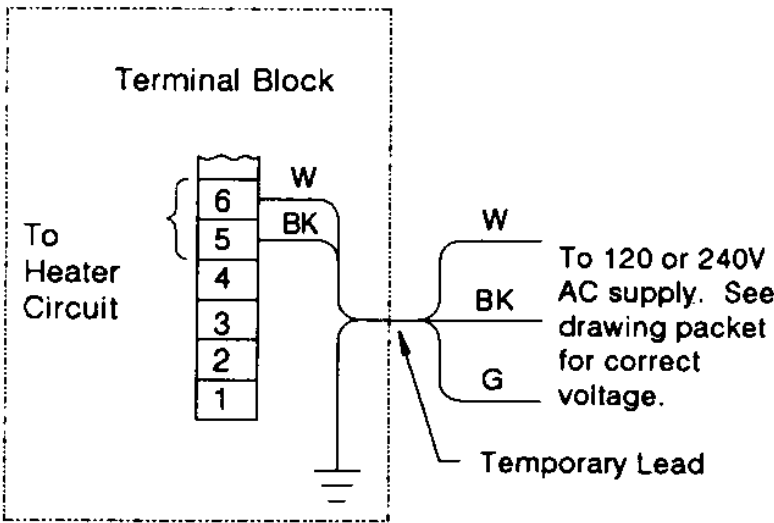 Terminal Block
W
6
BK
5
To
Heater
Circuit
4
3
2
1
W
BK
G
To 120 or 240V
AC supply. See
drawing packet
for correct
voltage.
Temporary Lead